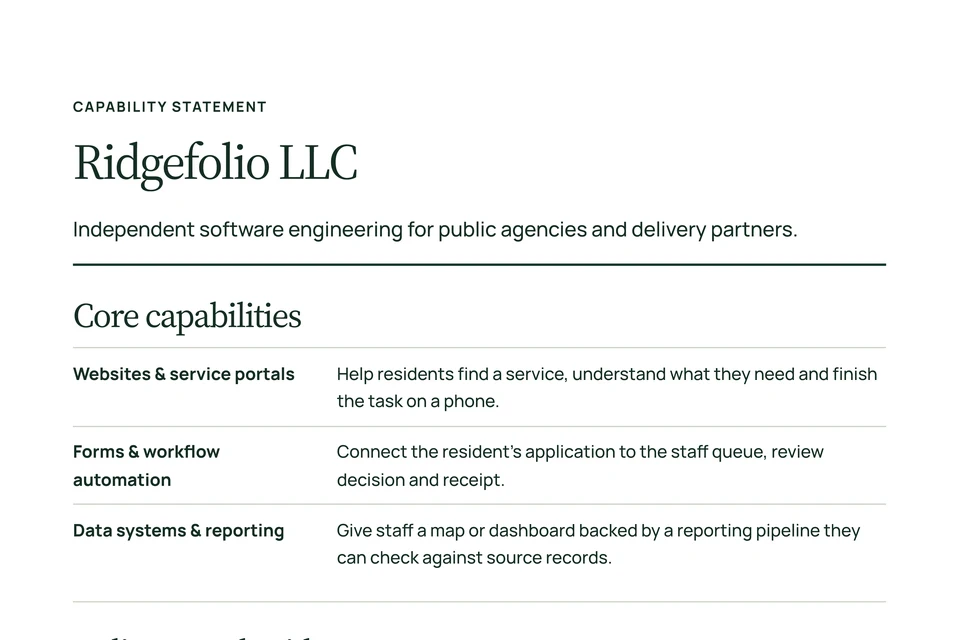 CAPABILITY STATEMENT
Ridgefolio LLC
Independent software engineering for public agencies and delivery partners.
Core capabilities
Websites & service portals
Help residents find a service, understand what they need and finish
the task on a phone.
Forms & workflow
automation
Connect the resident’s application to the staff queue, review
decision and receipt.
Data systems & reporting
Give staff a map or dashboard backed by a reporting pipeline they
can check against source records.